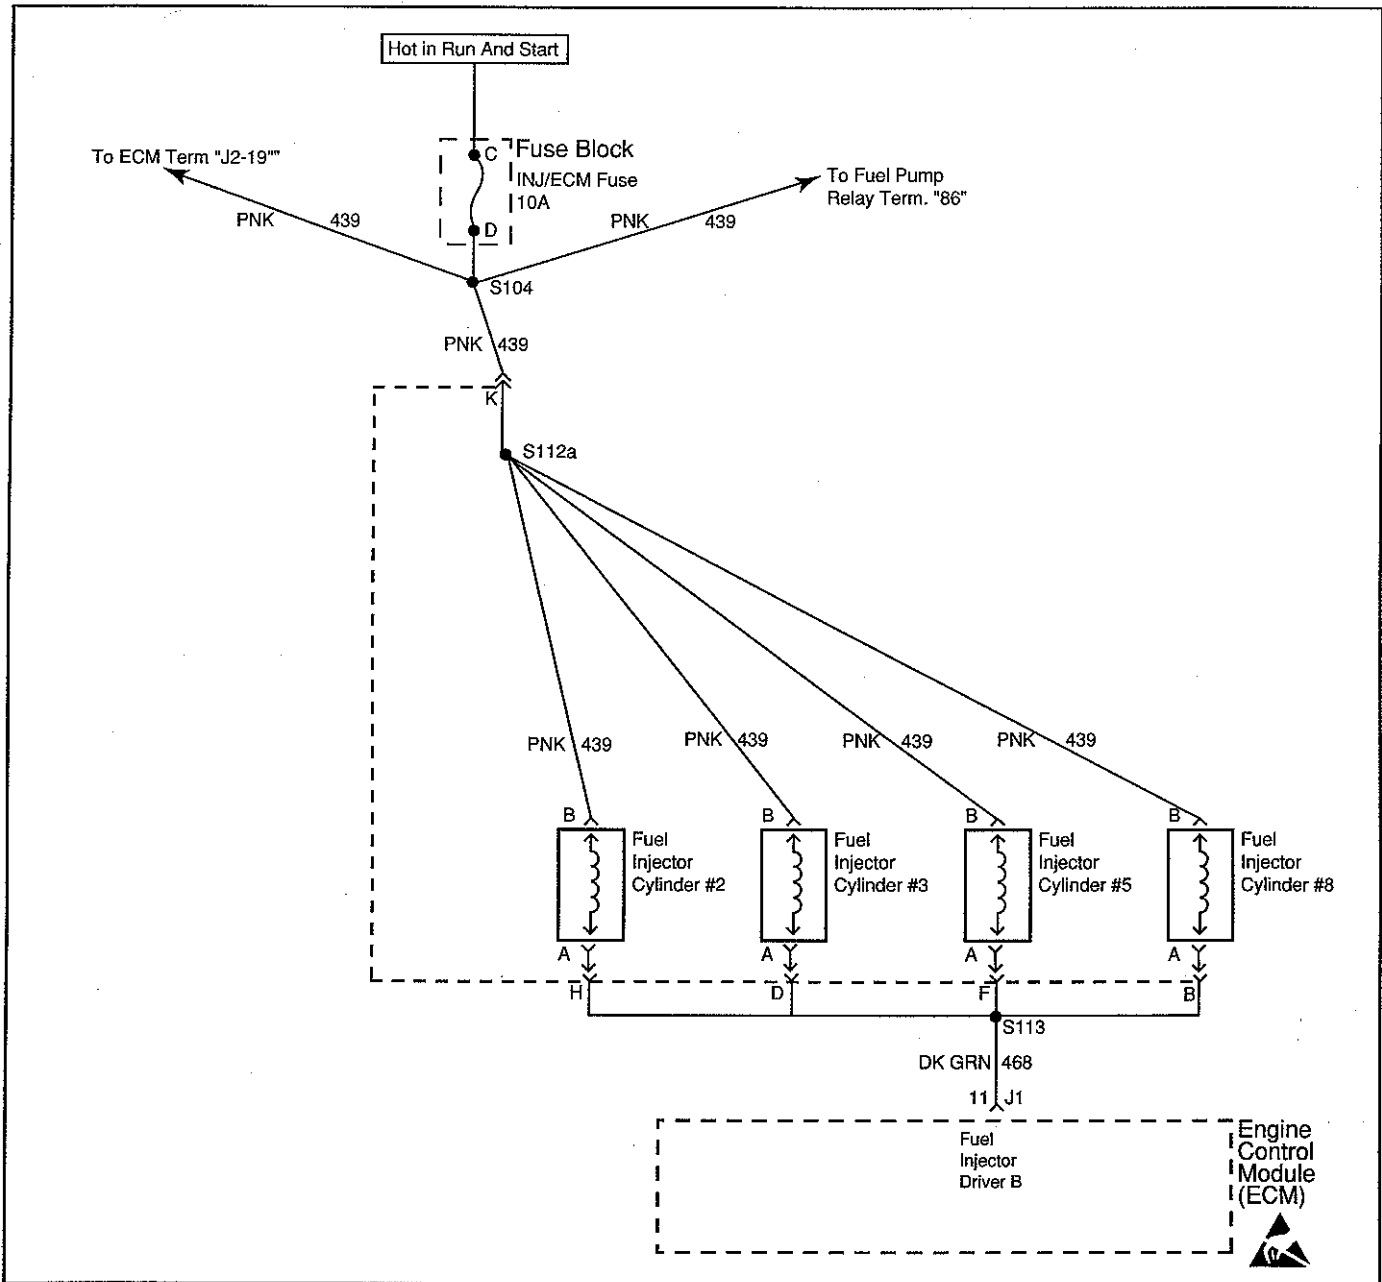 Hot in Run And Start
To ECM Term "J2-19""
C
Fuse Block
INJ/ECM Fuse
10A
D
To Fuel Pump
Relay Term. "86"
PNK 439
PNK 439
S104
PNK 439
K
S112a
PNK 439
PNK 439
PNK 439
PNK 439
B
Fuel
Injector
Cylinder #2
A
B
Fuel
Injector
Cylinder #3
A
B
Fuel
Injector
Cylinder #5
A
B
Fuel
Injector
Cylinder #8
A
H
D
F
B
S113
DK GRN 468
11 J1
Fuel
Injector
Driver B
Engine
Control
Module
(ECM)